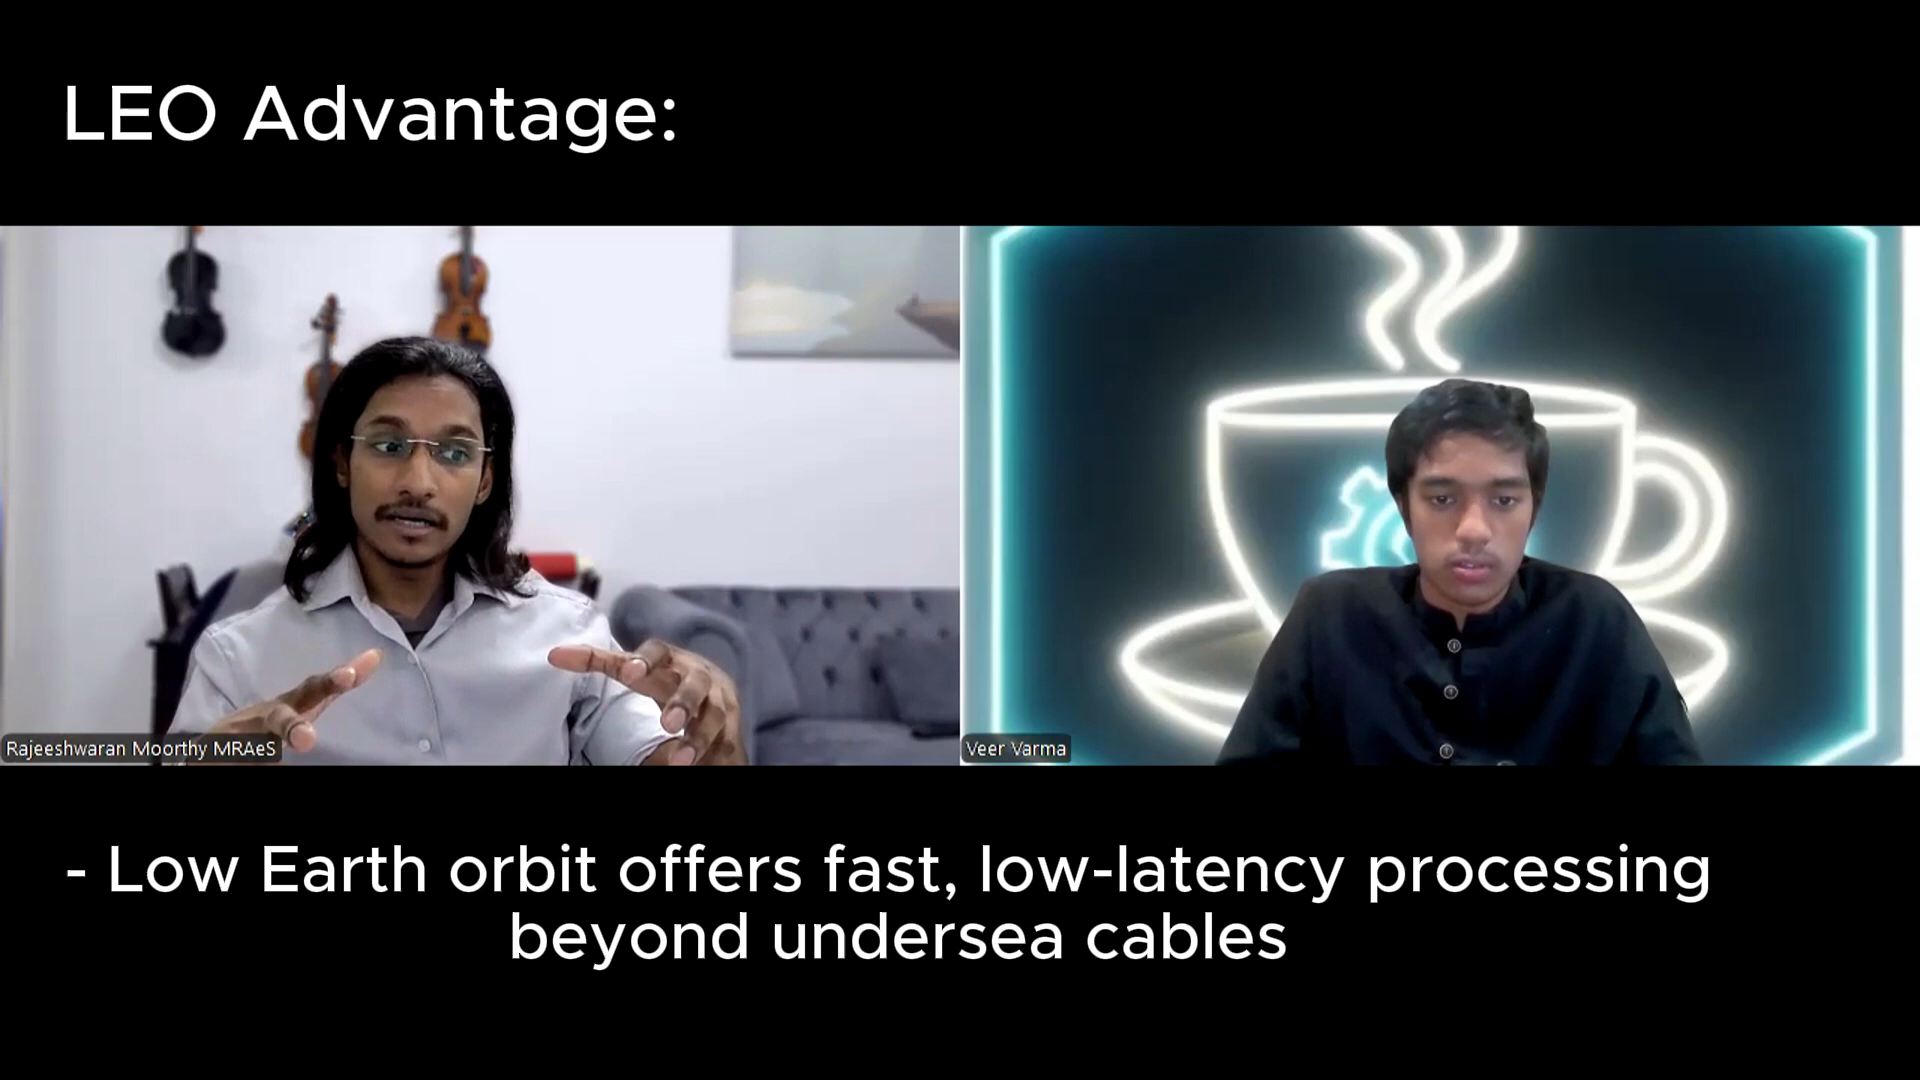 LEO Advantage:
Rajeeshwaran Moorthy MRAeS
Veer Varma
- Low Earth orbit offers fast, low-latency processing
beyond undersea cables